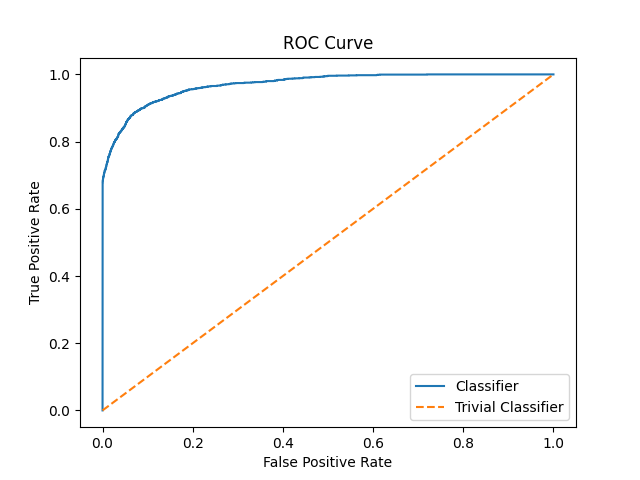 ROC Curve
True Positive Rate
1.0
0.8
0.6
0.4
0.2
0.0
0.0 0.2 0.4 0.6 0.8 1.0
False Positive Rate
Classifier
Trivial Classifier